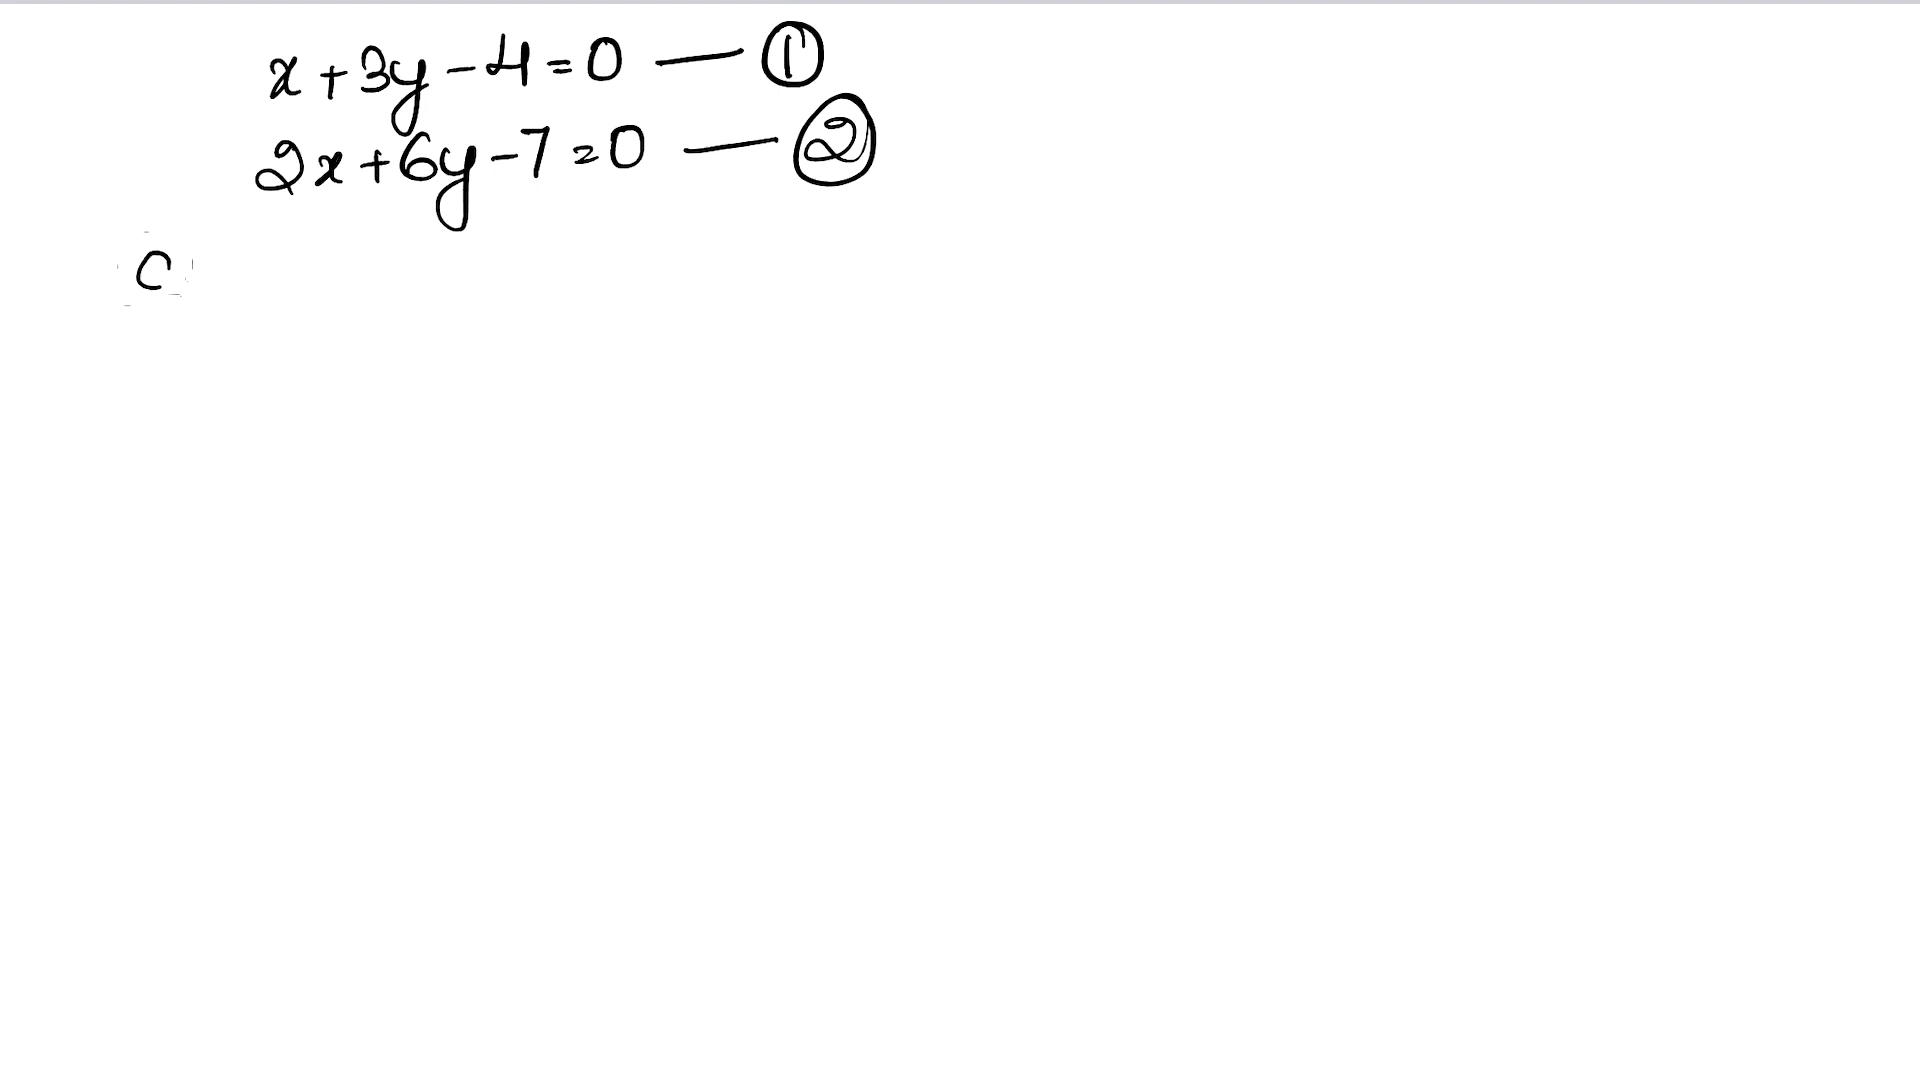 x + 3y - 4 = 0 — ①
2x + 6y - 7 = 0 — ②
C